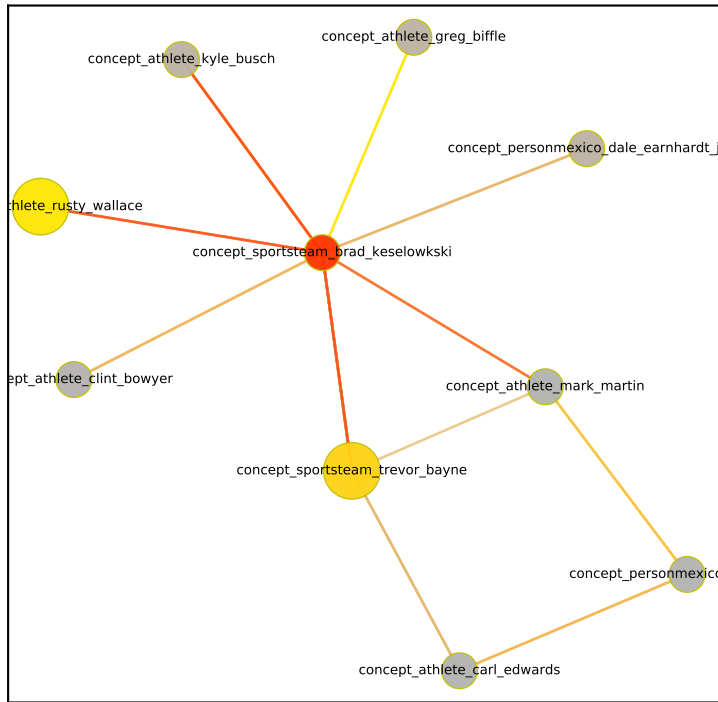 concept_athlete_greg_biffle
concept_athlete_kyle_busch
concept_personmexico_dale_earnhardt_j
thlete_rusty_wallace
concept_sportsteam_brad_keselowkski
ept_athlete_clint_bowyer
concept_athlete_mark_martin
concept_sportsteam_trevor_bayne
concept_personmexico
concept_athlete_carl_edwards